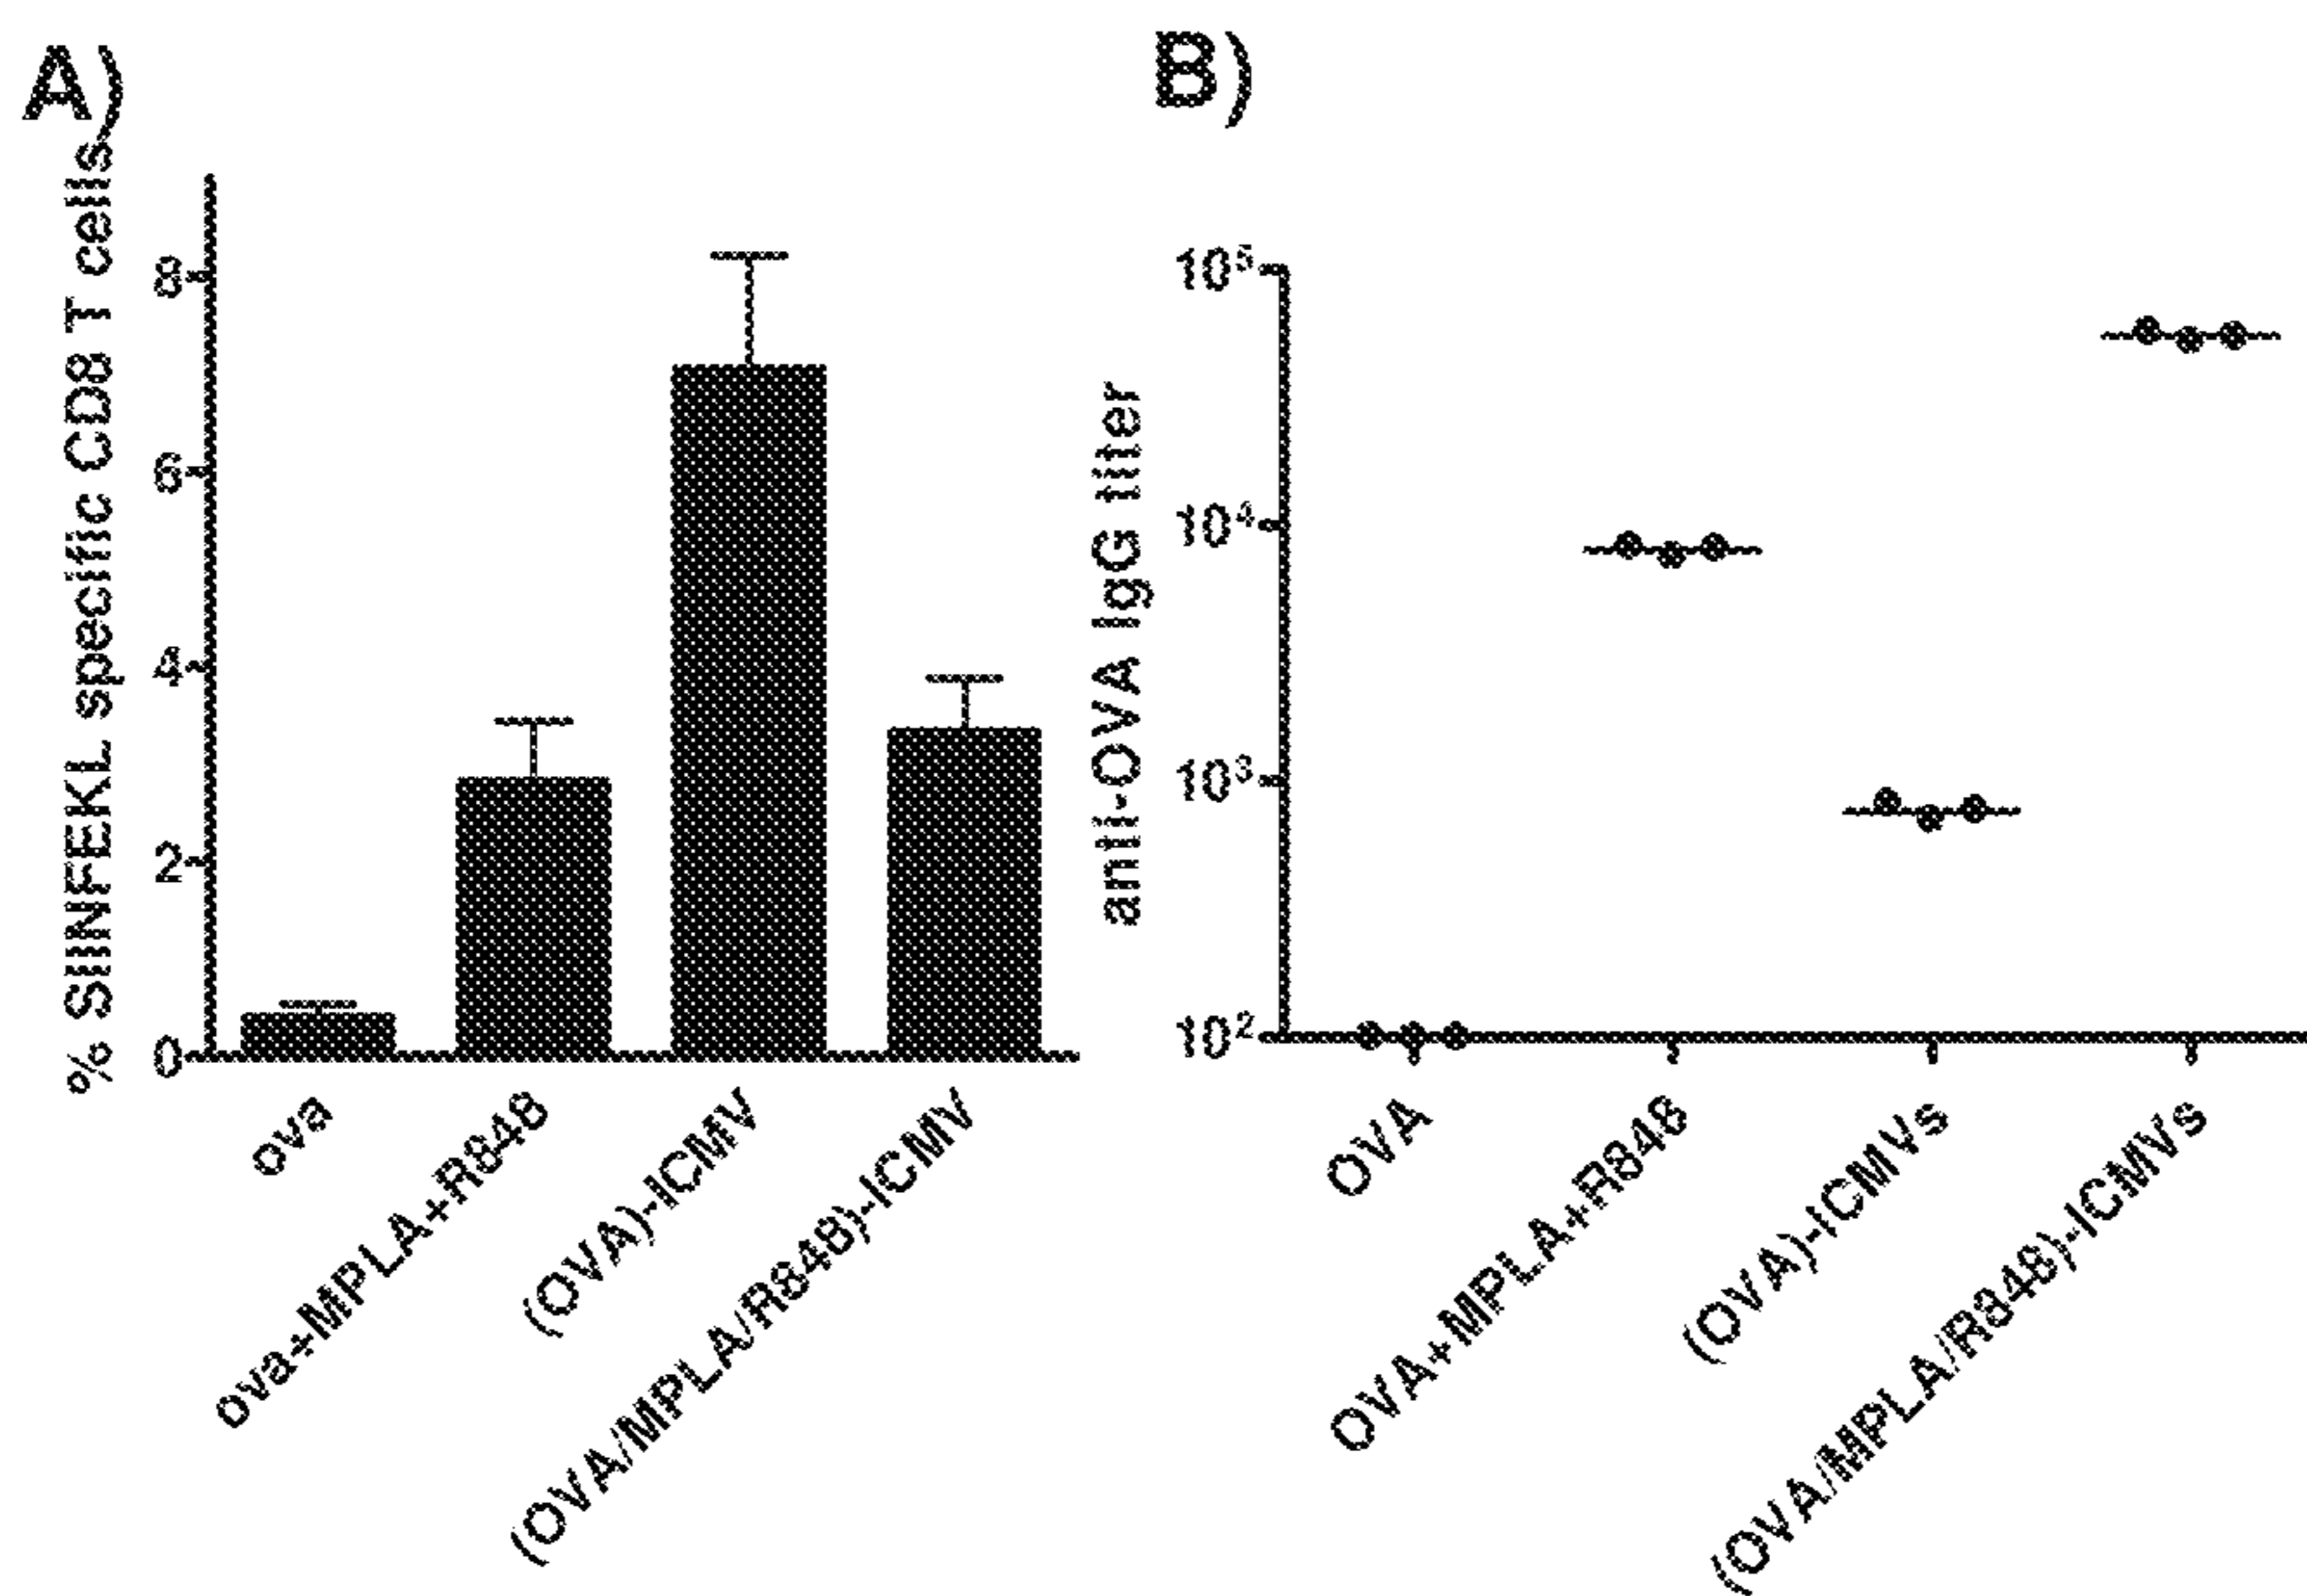 A)
% SIINFEKL specific CD8 T cells
8
6
4
2
0
ova
ova+MPLA+R848
(OVA)-ICMV
(OVA/MPLA/R848)-ICMV
B)
anti-OVA IgG titer
10⁵
10⁴
10³
10²
OVA
OVA+MPLA+R848
(OVA)-ICMVs
(OVA/MPLA/R848)-ICMVs